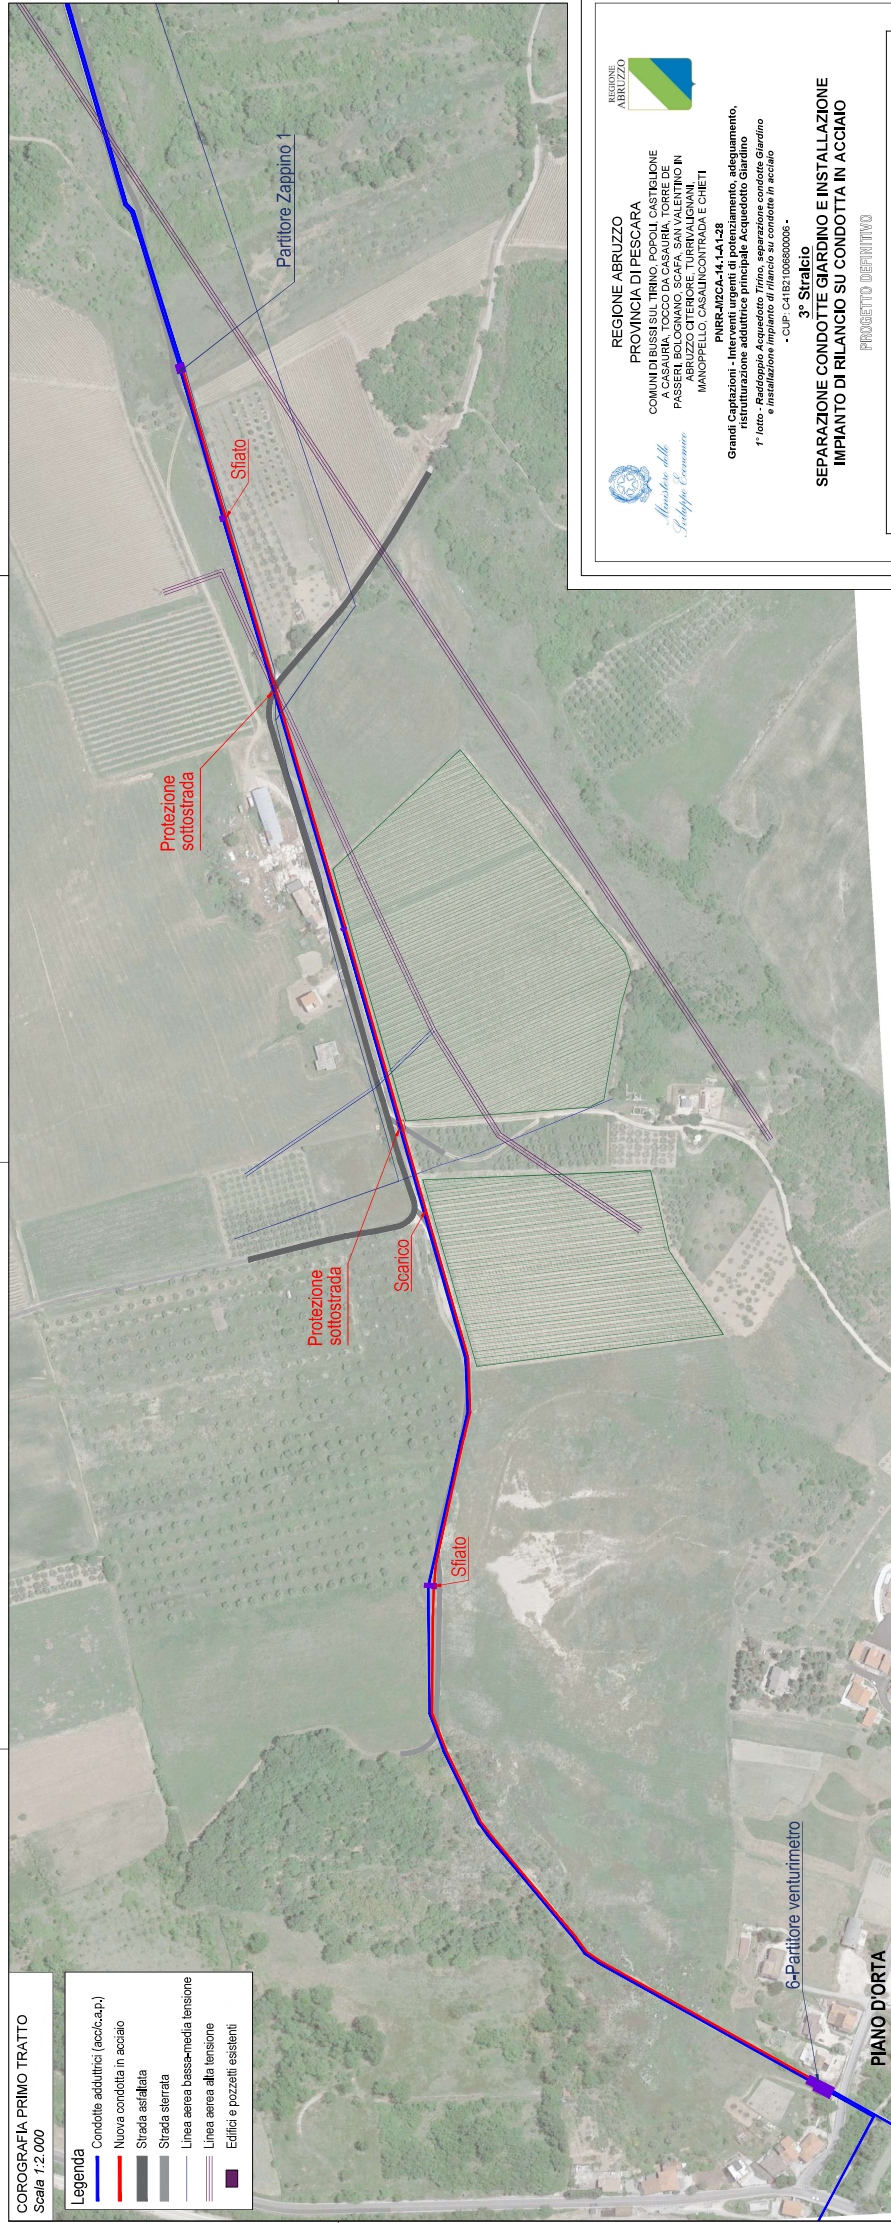 COROGRAFIA PRIMO TRATTO
Scala 1:2.000
Legenda
Condotte adduttrici (acc/c.a.p.)
Nuova condotta in acciaio
Strada asfaltata
Strada sterrata
Linea aerea bassa-media tensione
Linea aerea alta tensione
Edifici e pozzetti esistenti
PIANO D'ORTA
6-Partitore venturimetro
Sfiato
Scarico
Protezione
sottostrada
Protezione
sottostrada
Sfiato
Partitore Zappino 1
Ministero dello
Sviluppo Economico
REGIONE
ABRUZZO
REGIONE ABRUZZO
PROVINCIA DI PESCARA
COMUNI DI BUSSI SUL TIRINO, POPOLI, CASTIGLIONE
A CASAURIA, TOCCO DA CASAURIA, TORRE DE
PASSERI, BOLOGNANO, SCAFA, SAN VALENTINO IN
ABRUZZO CITERIORE, TURRIVALIGNANI,
MANOPPELLO, CASALINCONTRADA E CHIETI
PNRR-M2CA-14.1-A1-28
Grandi Captazioni - Interventi urgenti di potenziamento, adeguamento,
ristrutturazione adduttrice principale Acquedotto Giardino
1° lotto - Raddoppio Acquedotto Tirino, separazione condotte Giardino
e installazione impianto di rilancio su condotte in acciaio
- CUP: C41B21006800006 -
3° Stralcio
SEPARAZIONE CONDOTTE GIARDINO E INSTALLAZIONE
IMPIANTO DI RILANCIO SU CONDOTTA IN ACCIAIO
PROGETTO DEFINITIVO